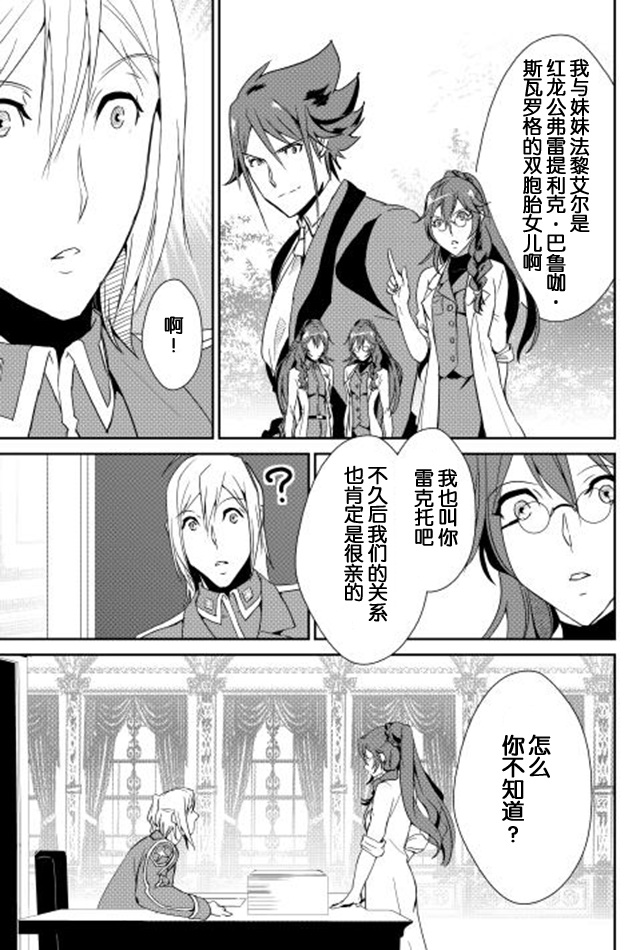 我与妹妹法黎艾尔是
红龙公弗雷提利克·巴鲁咖·
斯瓦罗格的双胞胎女儿啊
啊！
我也叫你
雷克托吧
不久后我们的关系
也肯定是很亲的
？
怎么
你不知道？